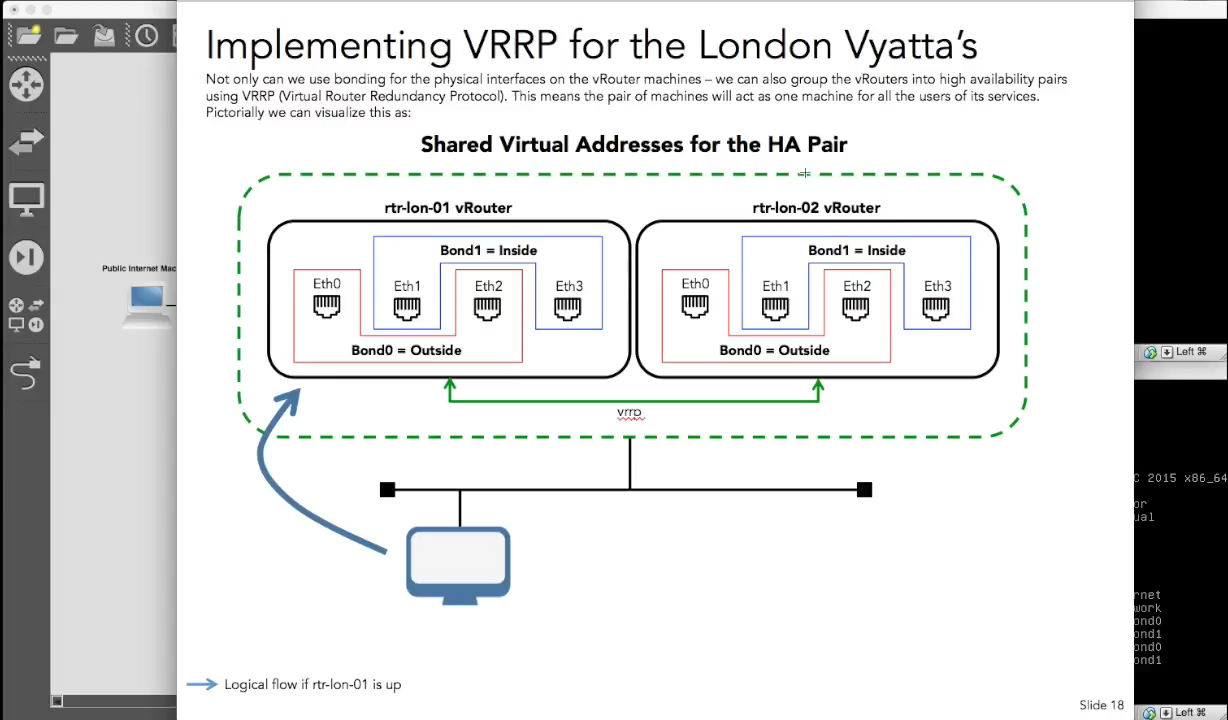 Implementing VRRP for the London Vyatta's
Not only can we use bonding for the physical interfaces on the vRouter machines – we can also group the vRouters into high availability pairs
using VRRP (Virtual Router Redundancy Protocol). This means the pair of machines will act as one machine for all the users of its services.
Pictorially we can visualize this as:
Shared Virtual Addresses for the HA Pair
rtr-lon-01 vRouter
rtr-lon-02 vRouter
Bond1 = Inside
Bond1 = Inside
Eth0
Eth1
Eth2
Eth3
Eth0
Eth1
Eth2
Eth3
Bond0 = Outside
Bond0 = Outside
vrrp
Logical flow if rtr-lon-01 is up
Slide 18
Public Internet Mac
Left ⌘
C 2015 x86_64
or
ual
rnet
work
ond0
ond1
ond0
ond1
Left ⌘